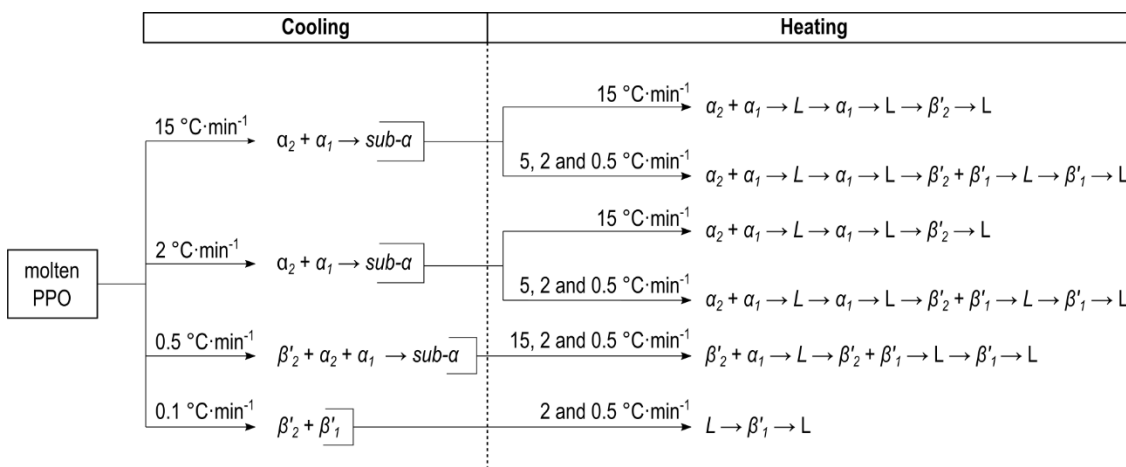 Cooling
Heating
molten
PPO
15 °C·min⁻¹
α₂ + α₁ → sub-α
15 °C·min⁻¹
α₂ + α₁ → L → α₁ → L → β'₂ → L
5, 2 and 0.5 °C·min⁻¹
α₂ + α₁ → L → α₁ → L → β'₂ + β'₁ → L → β'₁ → L
2 °C·min⁻¹
α₂ + α₁ → sub-α
15 °C·min⁻¹
α₂ + α₁ → L → α₁ → L → β'₂ → L
5, 2 and 0.5 °C·min⁻¹
α₂ + α₁ → L → α₁ → L → β'₂ + β'₁ → L → β'₁ → L
0.5 °C·min⁻¹
β'₂ + α₂ + α₁ → sub-α
15, 2 and 0.5 °C·min⁻¹
β'₂ + α₁ → L → β'₂ + β'₁ → L → β'₁ → L
0.1 °C·min⁻¹
β'₂ + β'₁
2 and 0.5 °C·min⁻¹
L → β'₁ → L